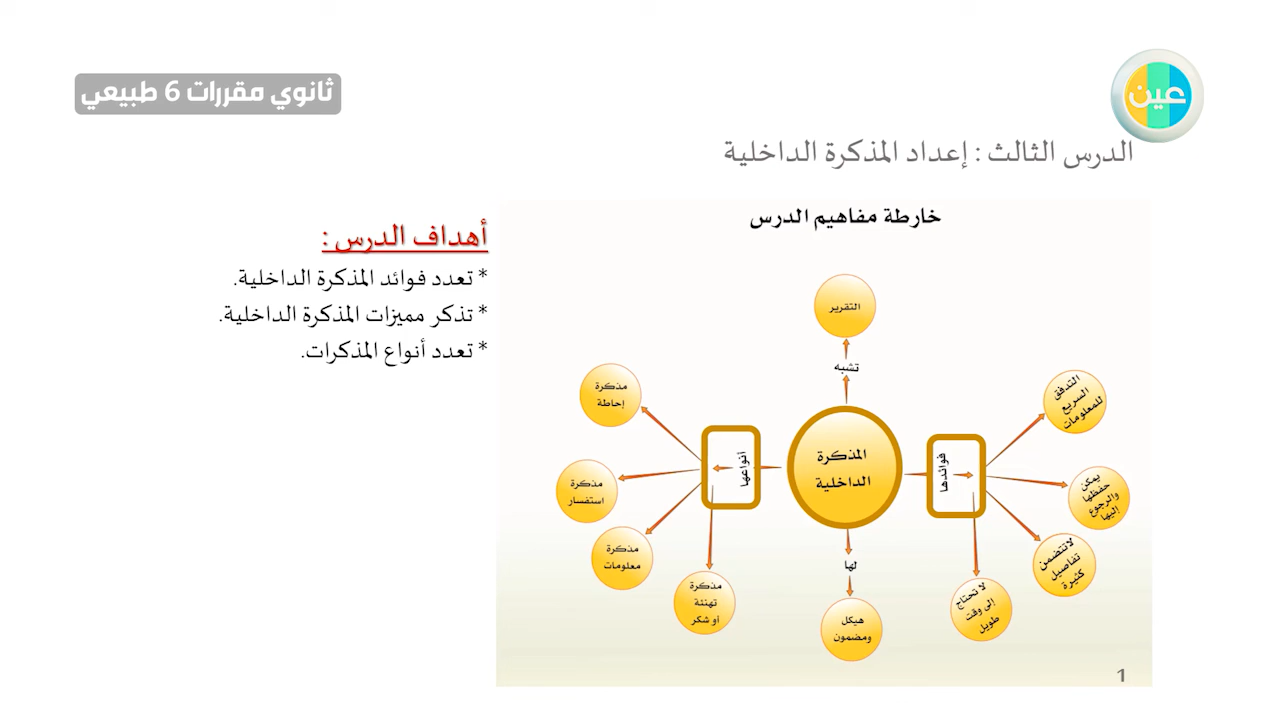 ثانوي مقررات 6 طبيعي
عين
الدرس الثالث : إعداد المذكرة الداخلية
أهداف الدرس :
* تعدد فوائد المذكرة الداخلية.
* تذكر مميزات المذكرة الداخلية.
* تعدد أنواع المذكرات.
خارطة مفاهيم الدرس
التقرير
تشبه
المذكرة
الداخلية
فوائدها
التدفق
السريع
للمعلومات
يمكن
حفظها
والرجوع
إليها
لا تتضمن
تفاصيل
كثيرة
لا تحتاج
إلى وقت
طويل
لها
هيكل
ومضمون
أنواعها
مذكرة
إحاطة
مذكرة
استفسار
مذكرة
معلومات
مذكرة
تهنئة
أو شكر
1